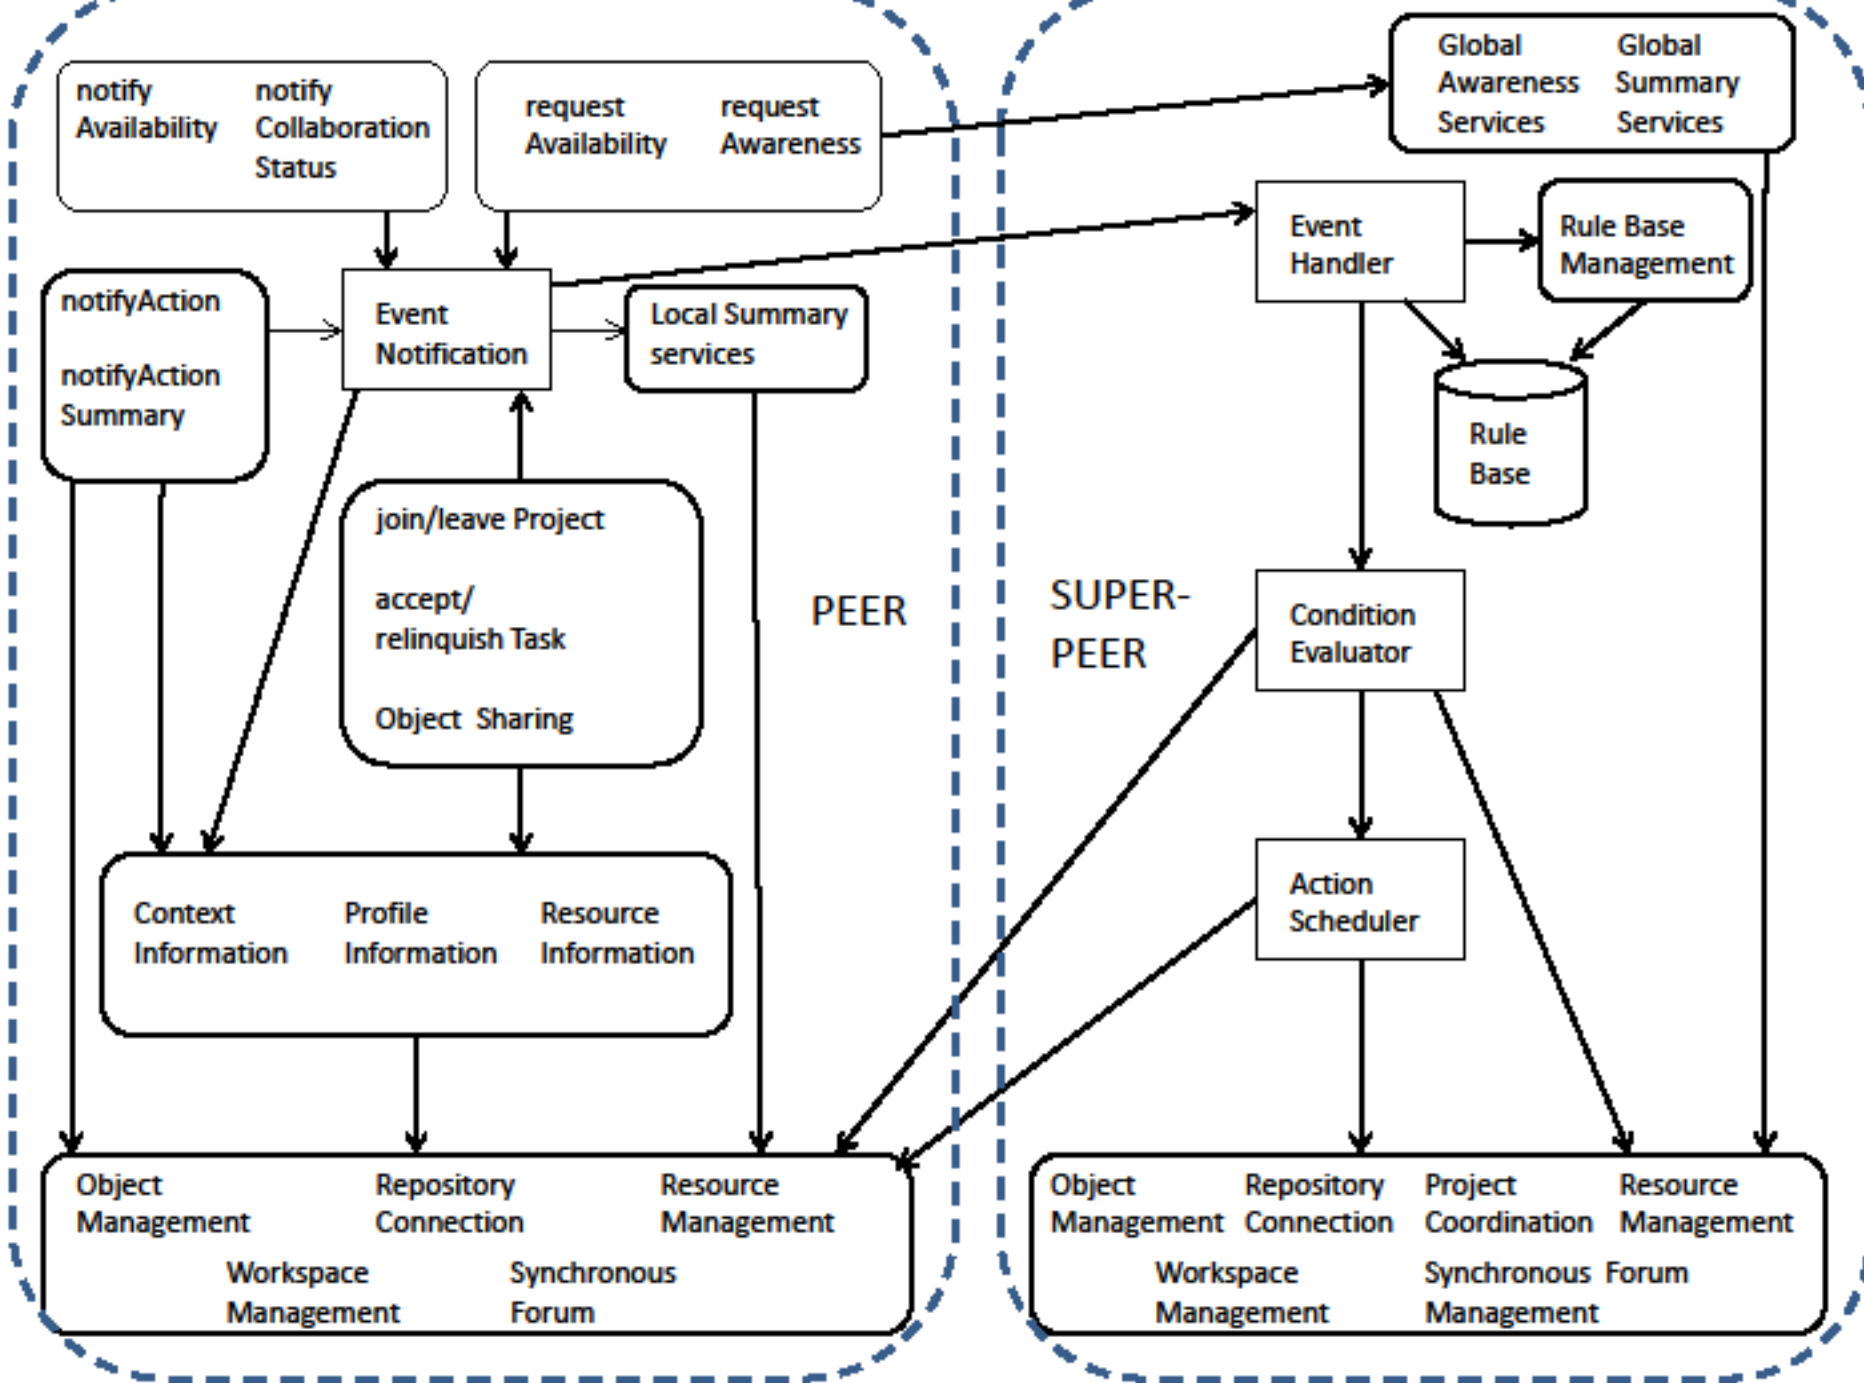 notify
Availability
notify
Collaboration
Status
request
Availability
request
Awareness
Global
Awareness
Services
Global
Summary
Services
notifyAction
notifyAction
Summary
Event
Notification
Local Summary
services
Event
Handler
Rule Base
Management
Rule
Base
join/leave Project
accept/
relinquish Task
Object Sharing
PEER
SUPER-
PEER
Condition
Evaluator
Action
Scheduler
Context
Information
Profile
Information
Resource
Information
Object
Management
Repository
Connection
Resource
Management
Workspace
Management
Synchronous
Forum
Object
Management
Repository
Connection
Project
Coordination
Resource
Management
Workspace
Management
Synchronous Forum
Management